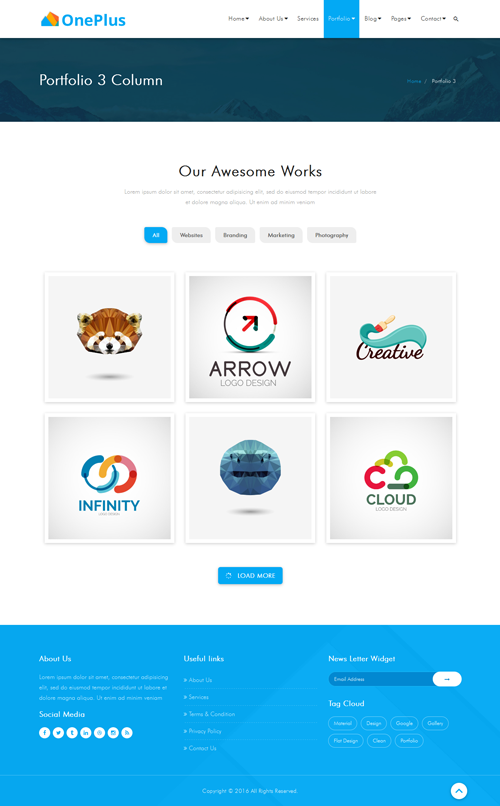 OnePlus
Home About Us Services Portfolio Blog Pages Contact
Portfolio 3 Column
Home / Portfolio 3
Our Awesome Works
Lorem ipsum dolor sit amet, consectetur adipisicing elit, sed do eiusmod tempor incididunt ut labore
et dolore magna aliqua. Ut enim ad minim veniam
All Websites Branding Marketing Photography
ARROW
LOGO DESIGN
Creative
INFINITY
LOGO DESIGN
CLOUD
LOGO DESIGN
LOAD MORE
About Us
Lorem ipsum dolor sit amet, consectetur adipisicing
elit, sed do eiusmod tempor incididunt ut labore et
dolore magna aliqua. Ut enim ad minim veniam
Social Media
Useful links
» About Us
» Services
» Terms & Condition
» Privacy Policy
» Contact Us
News Letter Widget
Email Address
Tag Cloud
Material Design Google Gallery
Flat Design Clean Portfolio
Copyright © 2016 All Rights Reserved.